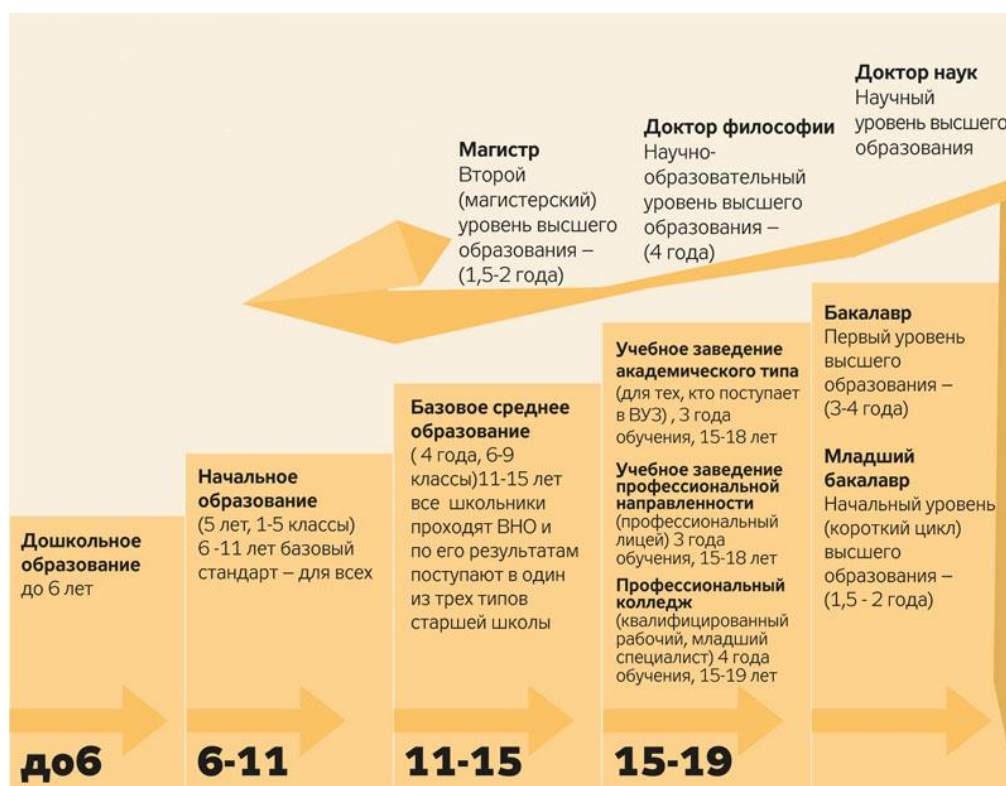 Дошкольное
образование
до 6 лет
до6
Начальное
образование
(5 лет, 1-5 классы)
6 -11 лет базовый
стандарт – для всех
6-11
Базовое среднее
образование
( 4 года, 6-9
классы)11-15 лет
все школьники
проходят ВНО и
по его результатам
поступают в один
из трех типов
старшей школы
11-15
Учебное заведение
академического типа
(для тех, кто поступает
в ВУЗ) , 3 года
обучения, 15-18 лет
Учебное заведение
профессиональной
направленности
(профессиональный
лицей) 3 года
обучения, 15-18 лет
Профессиональный
колледж
(квалифицированный
рабочий, младший
специалист) 4 года
обучения, 15-19 лет
15-19
Бакалавр
Первый уровень
высшего
образования –
(3-4 года)
Младший
бакалавр
Начальный уровень
(короткий цикл)
высшего
образования –
(1,5 - 2 года)
Магистр
Второй
(магистерский)
уровень высшего
образования –
(1,5-2 года)
Доктор философии
Научно-
образовательный
уровень высшего
образования –
(4 года)
Доктор наук
Научный
уровень высшего
образования